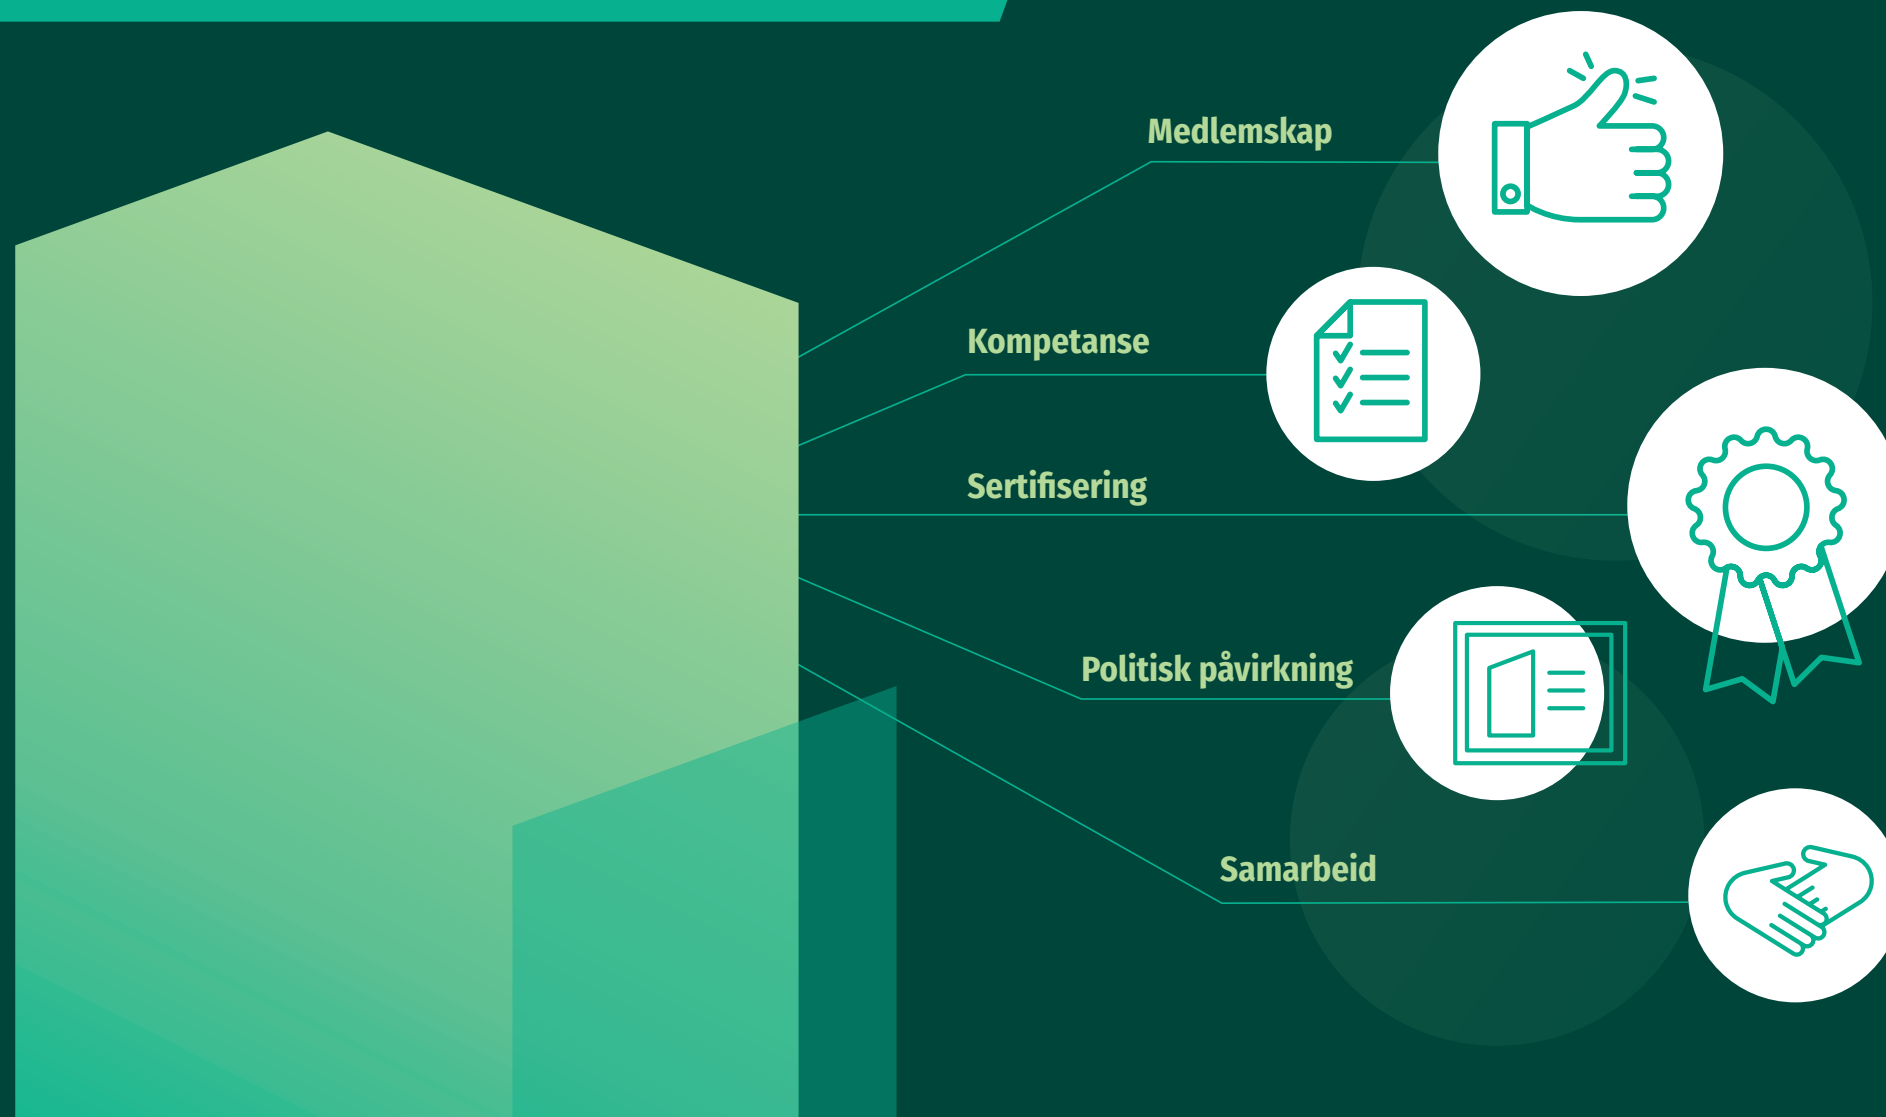 Medlemskap
Kompetanse
Sertifisering
Politisk påvirkning
Samarbeid